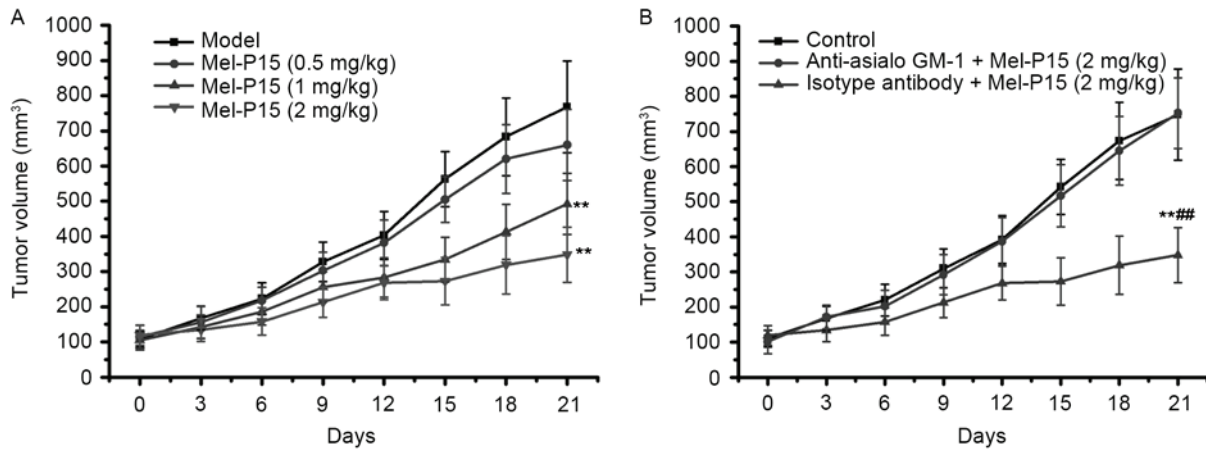 A
Model
Mel-P15 (0.5 mg/kg)
Mel-P15 (1 mg/kg)
Mel-P15 (2 mg/kg)
Tumor volume (mm³)
1000
900
800
700
600
500
400
300
200
100
0
**
**
0 3 6 9 12 15 18 21
Days
B
Control
Anti-asialo GM-1 + Mel-P15 (2 mg/kg)
Isotype antibody + Mel-P15 (2 mg/kg)
Tumor volume (mm³)
1000
900
800
700
600
500
400
300
200
100
0
**##
0 3 6 9 12 15 18 21
Days